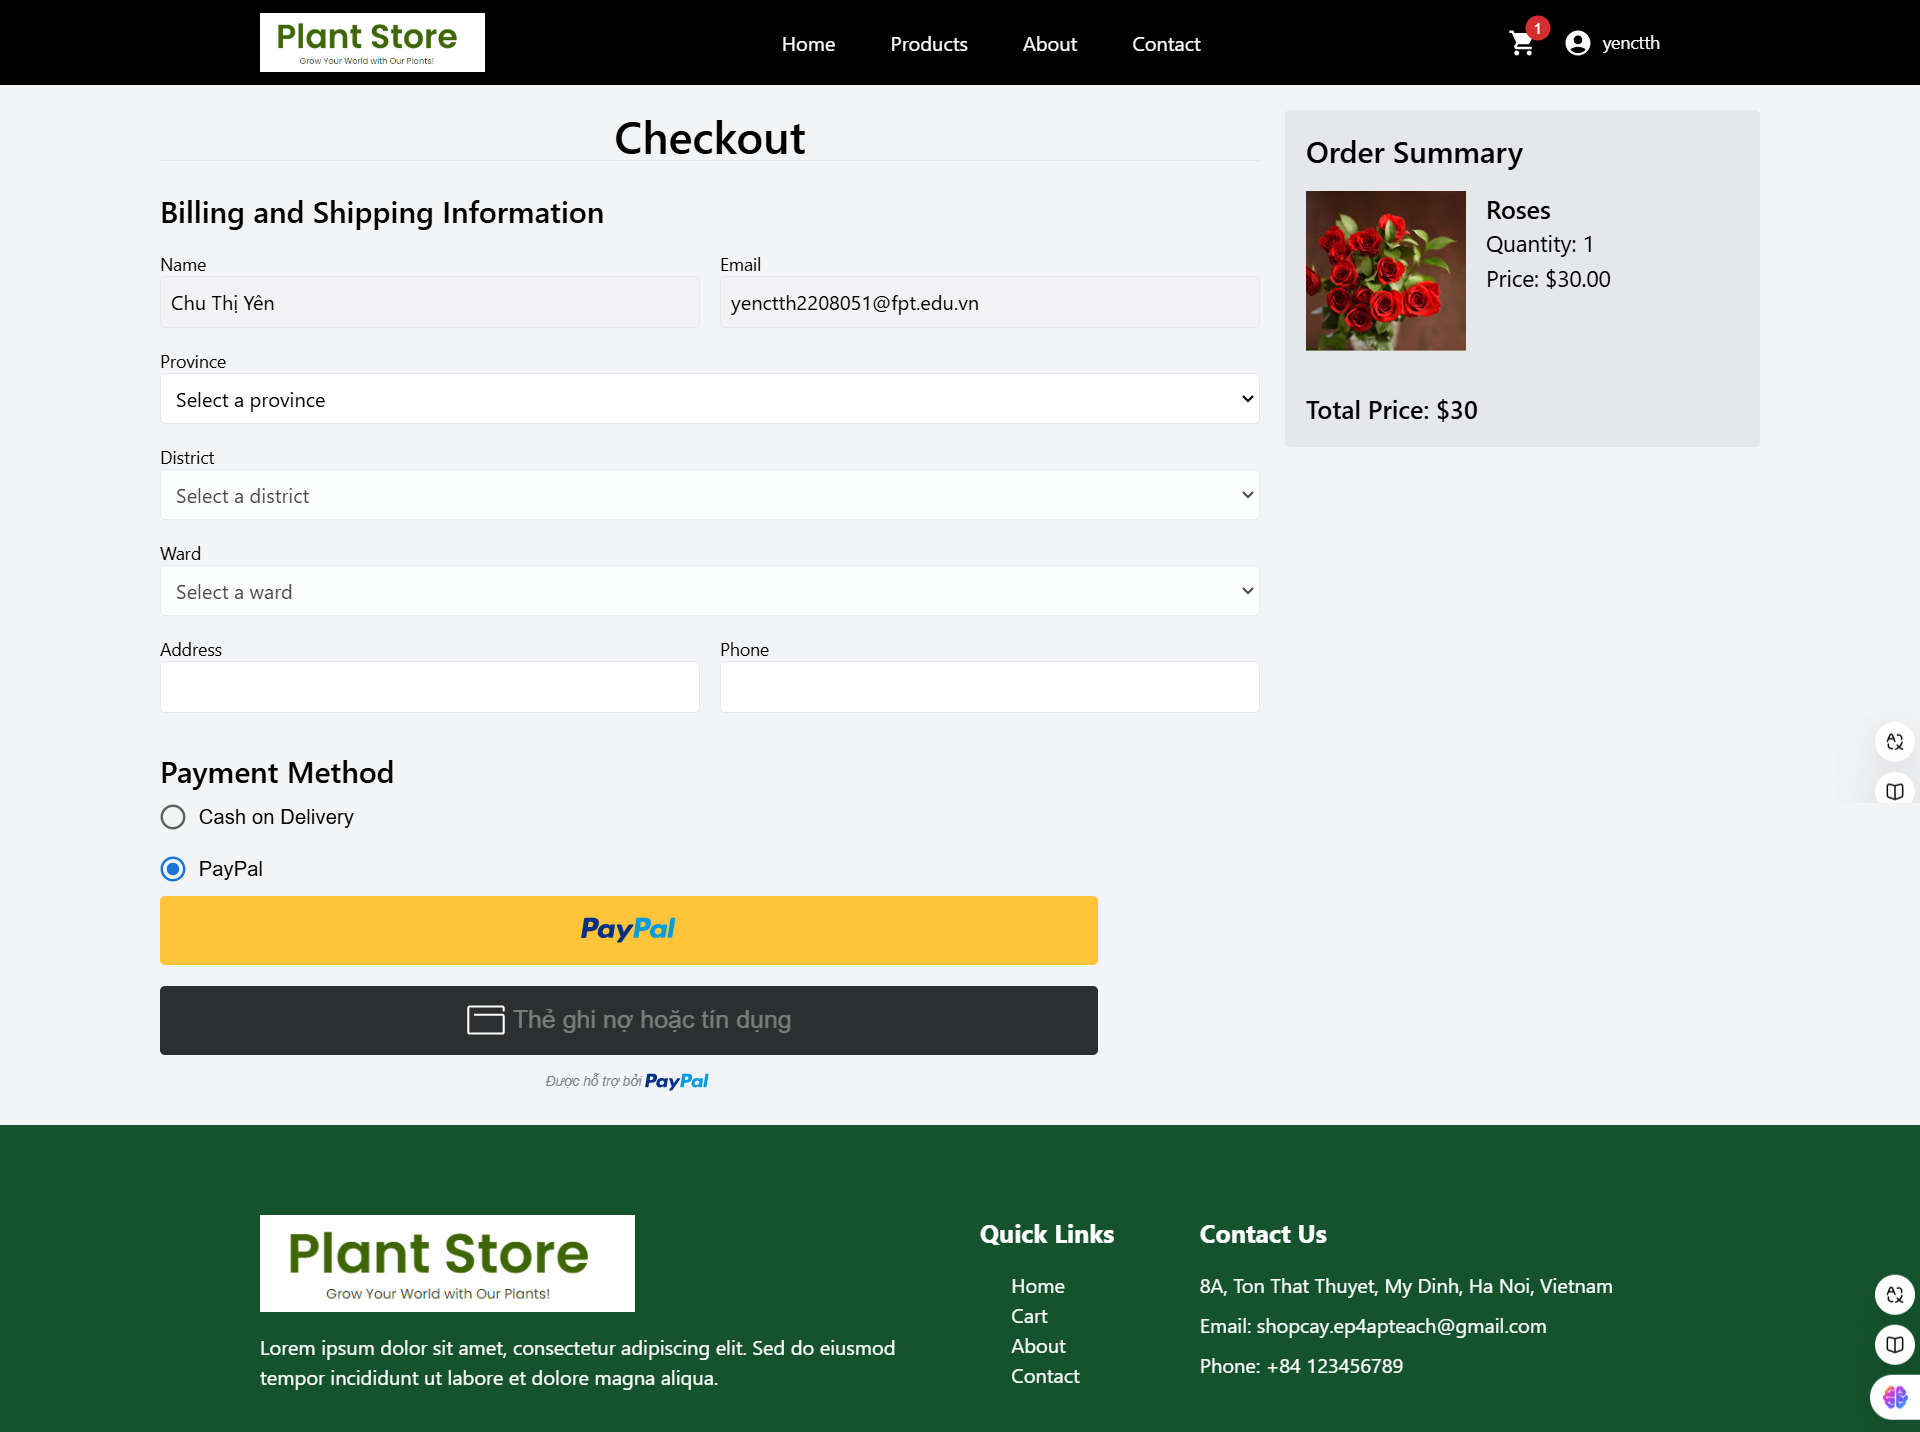 Plant Store
Grow Your World with Our Plants!
Home
Products
About
Contact
1
yenctth
Checkout
Billing and Shipping Information
Name
Email
Chu Thị Yên
yenctth2208051@fpt.edu.vn
Province
Select a province
District
Select a district
Ward
Select a ward
Address
Phone
Payment Method
Cash on Delivery
PayPal
PayPal
Thẻ ghi nợ hoặc tín dụng
Được hỗ trợ bởi PayPal
Order Summary
Roses
Quantity: 1
Price: $30.00
Total Price: $30
Plant Store
Grow Your World with Our Plants!
Lorem ipsum dolor sit amet, consectetur adipiscing elit. Sed do eiusmod
tempor incididunt ut labore et dolore magna aliqua.
Quick Links
Home
Cart
About
Contact
Contact Us
8A, Ton That Thuyet, My Dinh, Ha Noi, Vietnam
Email: shopcay.ep4apteach@gmail.com
Phone: +84 123456789